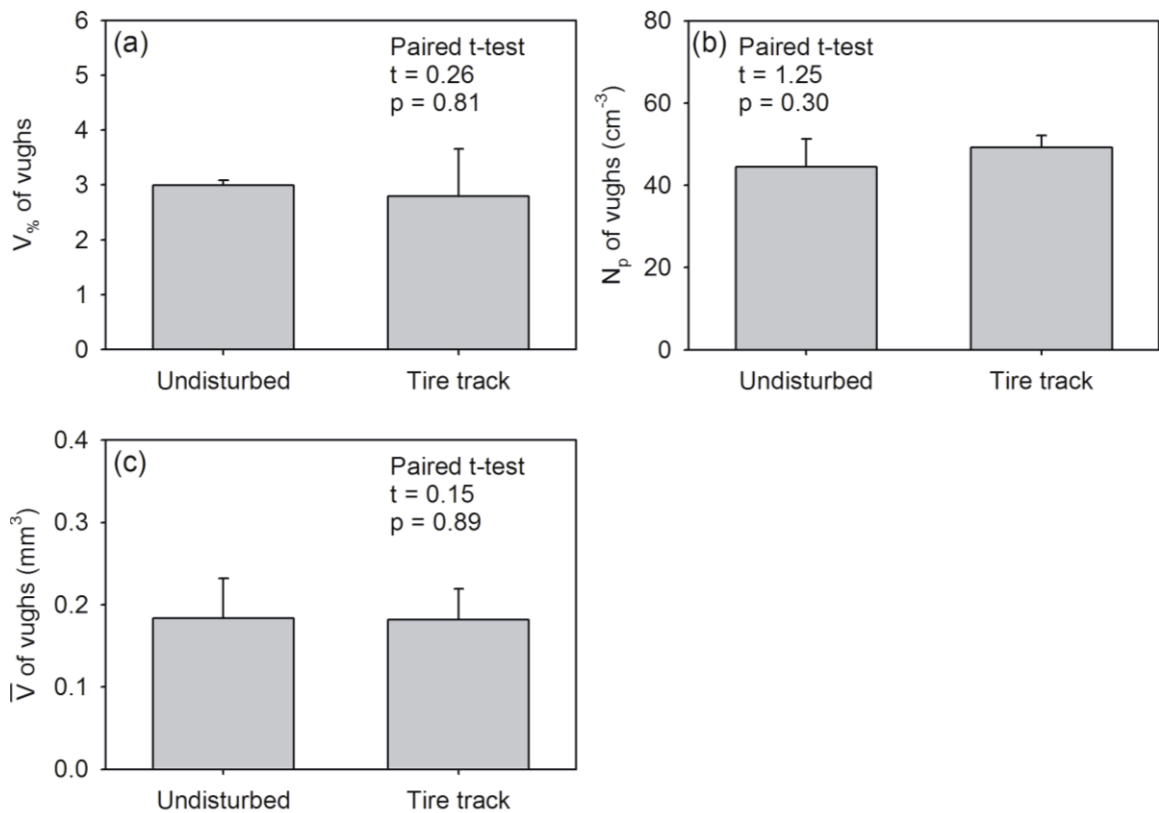 (a)
Paired t-test
t = 0.26
p = 0.81
V% of vughs
6
5
4
3
2
1
0
Undisturbed
Tire track
(b)
Paired t-test
t = 1.25
p = 0.30
Np of vughs (cm-3)
80
60
40
20
0
Undisturbed
Tire track
(c)
Paired t-test
t = 0.15
p = 0.89
V̅ of vughs (mm3)
0.4
0.3
0.2
0.1
0.0
Undisturbed
Tire track